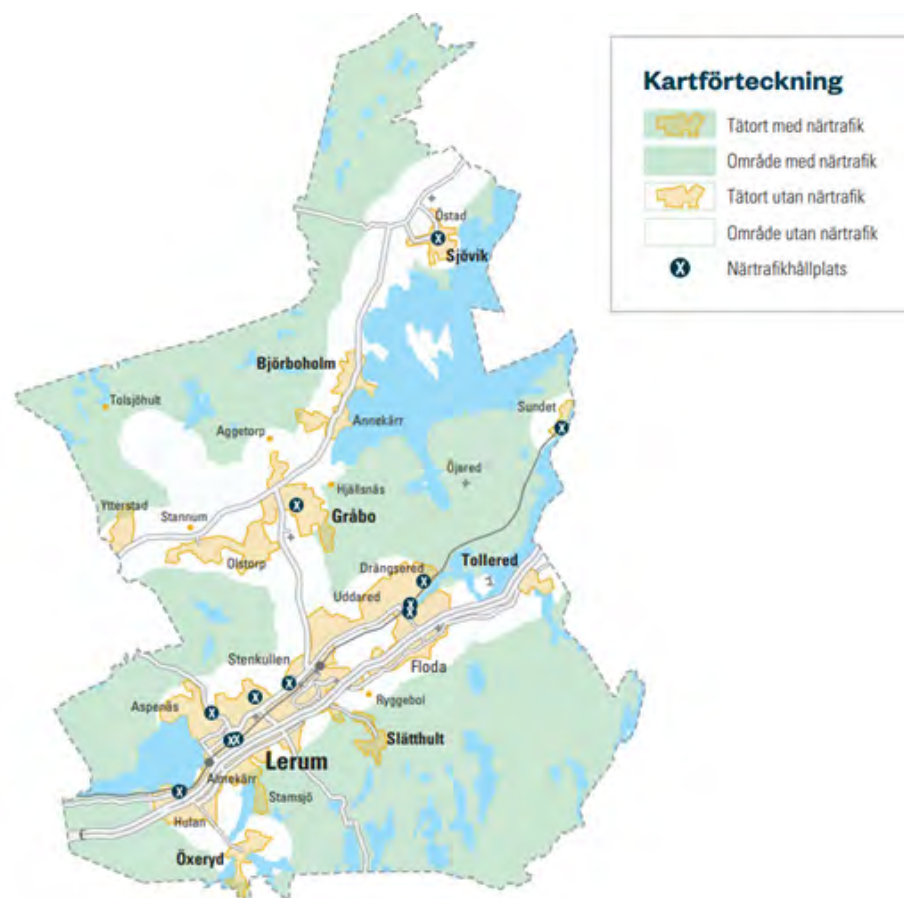 Kartförteckning
Tätort med närtrafik
Område med närtrafik
Tätort utan närtrafik
Område utan närtrafik
X Närtrafikhållplats
Östad
X
Sjövik
Björboholm
Tolsjöhult
Annekärr
Sundet
X
Aggetorp
Öjared
Hjällsnäs
Ytterstad
Stannum
X
Gråbo
Olstorp
Drängsered
Tollered
X
Uddared
X
X
Stenkullen
Floda
X
Aspenäs
X
Ryggebol
X
Slätthult
XX
Lerum
Almekärr
X
Stamsjö
Hulan
Öxeryd